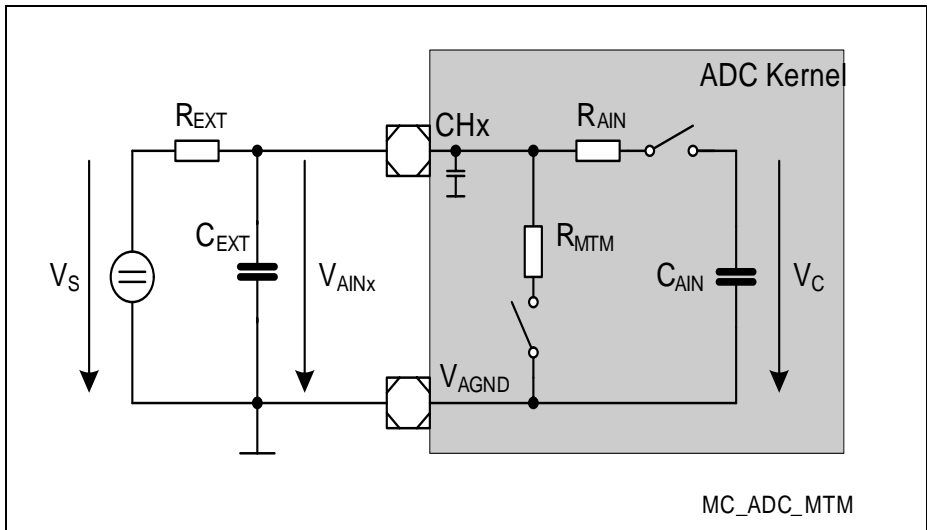 ADC Kernel
REXT
CHx
RAIN
CEXT
RMTM
VS
VAINx
CAIN
VC
VAGND
MC_ADC_MTM